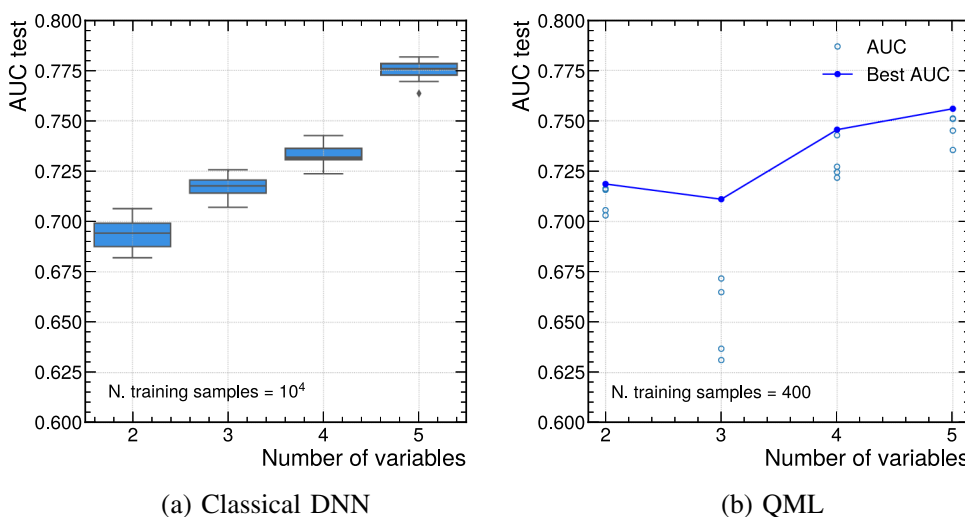 AUC test
0.800
0.775
0.750
0.725
0.700
0.675
0.650
0.625
0.600
N. training samples = 10⁴
2 3 4 5
Number of variables
(a) Classical DNN
AUC test
0.800
0.775
0.750
0.725
0.700
0.675
0.650
0.625
0.600
AUC
Best AUC
N. training samples = 400
2 3 4 5
Number of variables
(b) QML